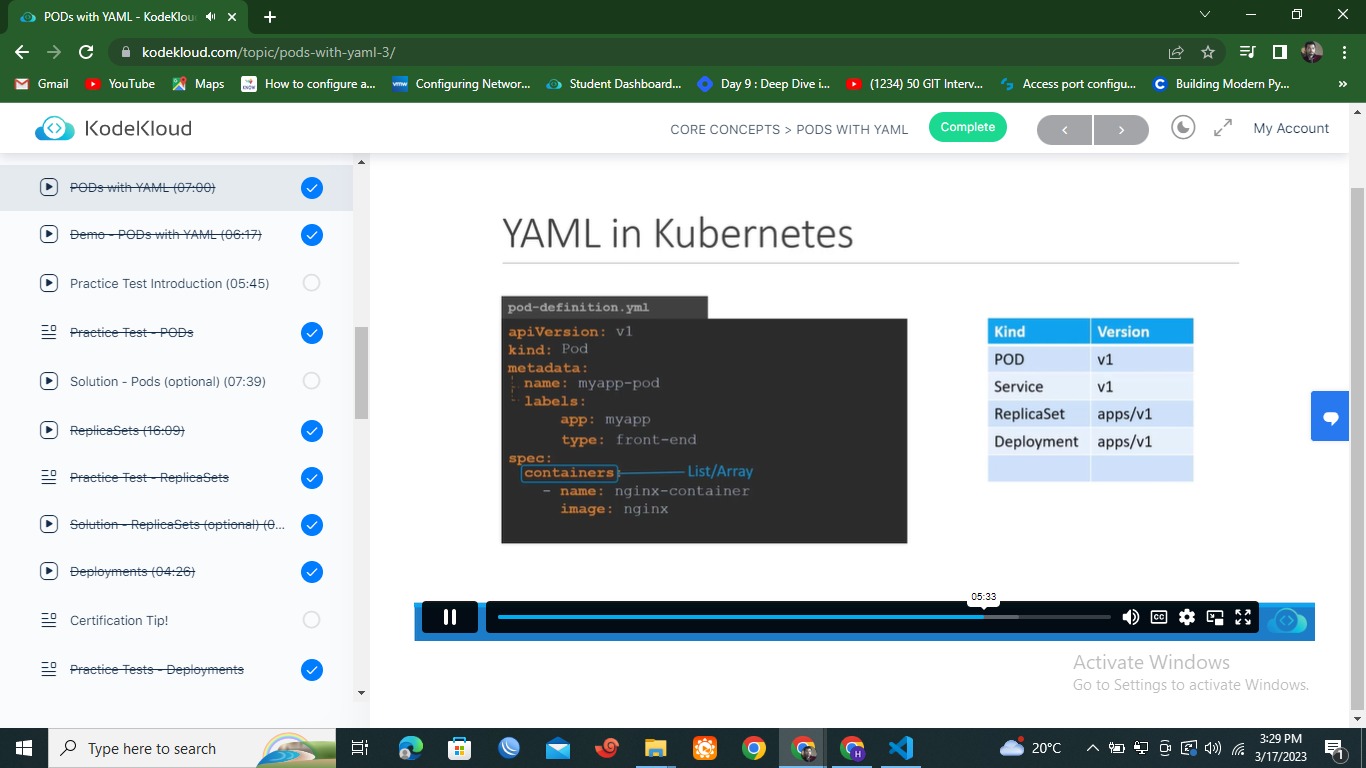 PODs with YAML - KodeKlou
kodekloud.com/topic/pods-with-yaml-3/
Gmail
YouTube
Maps
KNOW
How to configure a...
vmw
Configuring Networ...
Student Dashboard...
Day 9 : Deep Dive i...
(1234) 50 GIT Interv...
Access port configu...
C
Building Modern Py...
»
KodeKloud
CORE CONCEPTS > PODS WITH YAML
Complete
<
>
My Account
PODs with YAML (07:00)
Demo - PODs with YAML (06:17)
Practice Test Introduction (05:45)
Practice Test - PODs
Solution - Pods (optional) (07:39)
ReplicaSets (16:09)
Practice Test - ReplicaSets
Solution - ReplicaSets (optional) (0...
Deployments (04:26)
Certification Tip!
Practice Tests - Deployments
YAML in Kubernetes
pod-definition.yml
apiVersion: v1
kind: Pod
metadata:
name: myapp-pod
labels:
app: myapp
type: front-end
spec:
containers:
List/Array
- name: nginx-container
image: nginx
Kind Version
POD v1
Service v1
ReplicaSet apps/v1
Deployment apps/v1
05:33
CC
Activate Windows
Go to Settings to activate Windows.
Type here to search
H
20°C
3:29 PM
3/17/2023
1